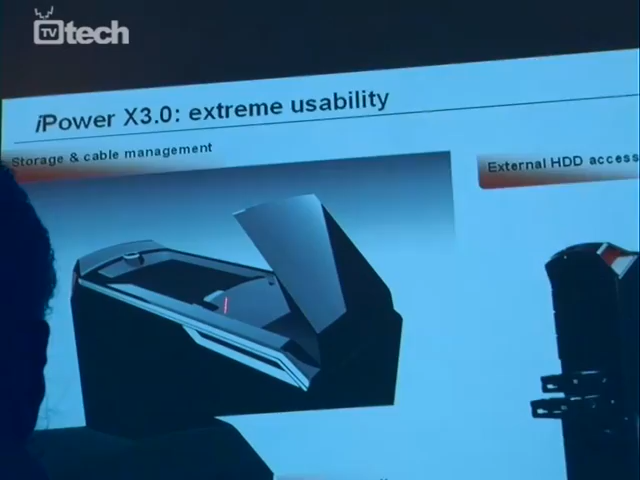 TV tech
iPower X3.0: extreme usability
Storage & cable management
External HDD access